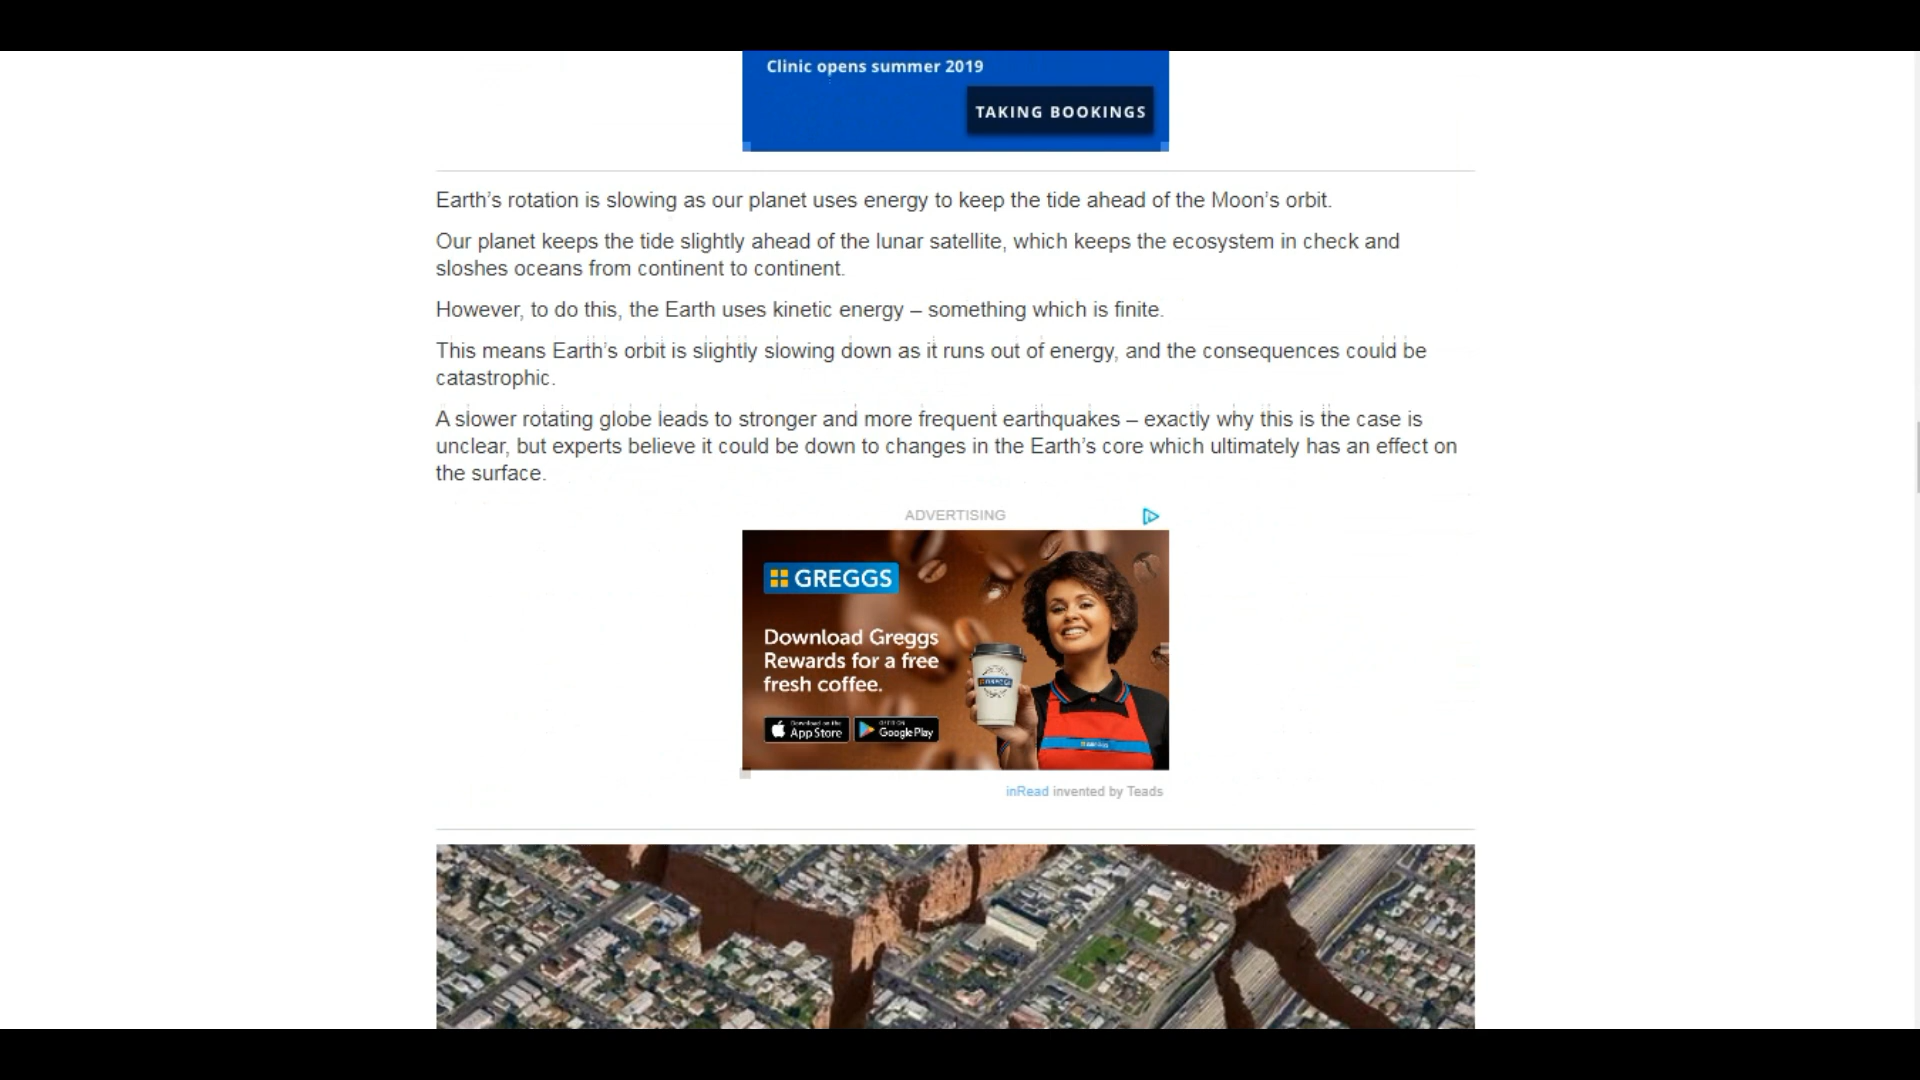 Clinic opens summer 2019
TAKING BOOKINGS
Earth’s rotation is slowing as our planet uses energy to keep the tide ahead of the Moon’s orbit.
Our planet keeps the tide slightly ahead of the lunar satellite, which keeps the ecosystem in check and
sloshes oceans from continent to continent.
However, to do this, the Earth uses kinetic energy – something which is finite.
This means Earth’s orbit is slightly slowing down as it runs out of energy, and the consequences could be
catastrophic.
A slower rotating globe leads to stronger and more frequent earthquakes – exactly why this is the case is
unclear, but experts believe it could be down to changes in the Earth’s core which ultimately has an effect on
the surface.
ADVERTISING
GREGGS
Download Greggs
Rewards for a free
fresh coffee.
Download on the
App Store
GET IT ON
Google Play
inRead invented by Teads